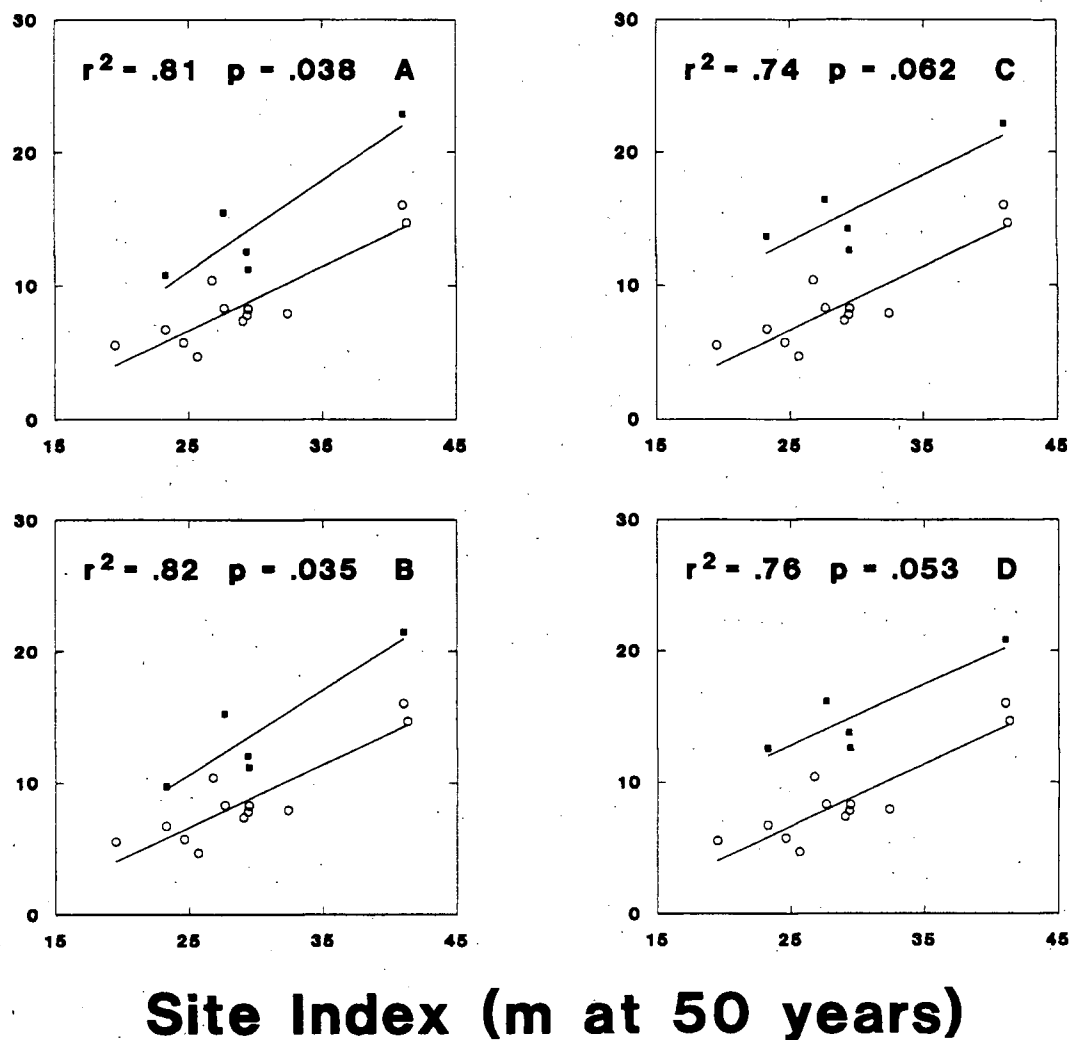 30
r² = .81 p = .038 A
20
10
0
15 25 35 45
30
r² = .74 p = .062 C
20
10
0
15 25 35 45
30
r² = .82 p = .035 B
20
10
0
15 25 35 45
30
r² = .76 p = .053 D
20
10
0
15 25 35 45
Site Index (m at 50 years)